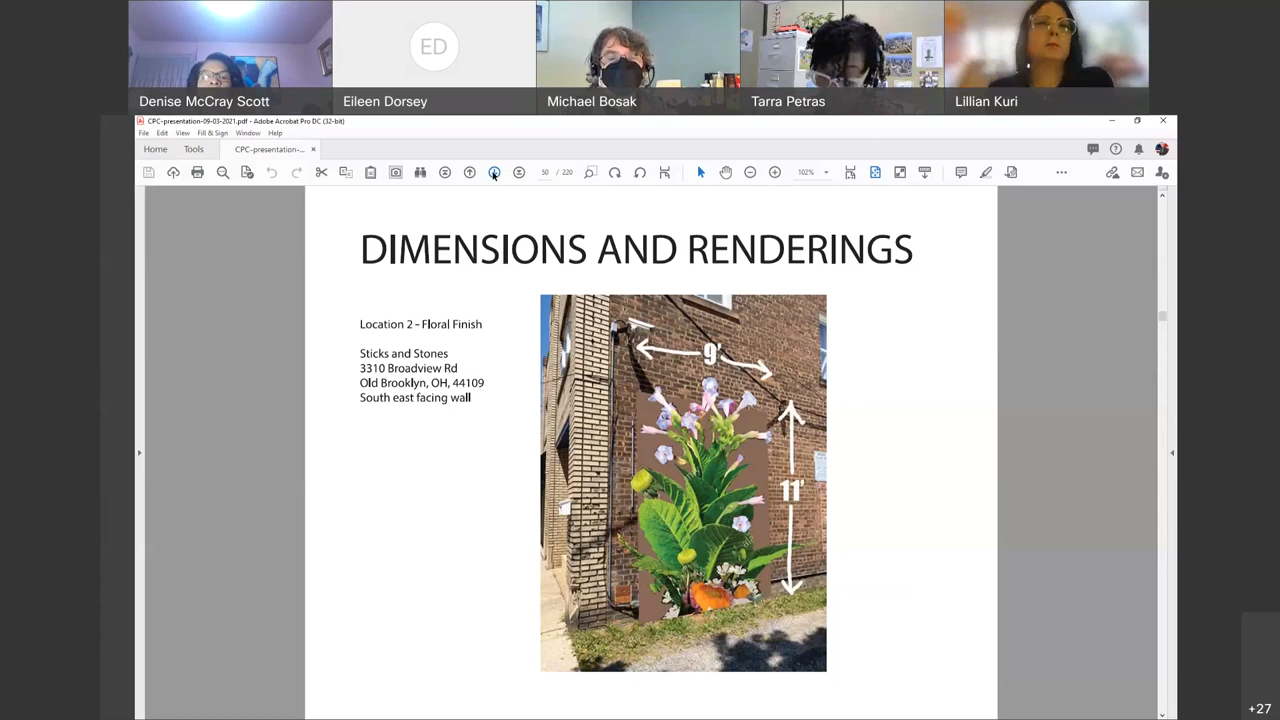 ED
Denise McCray Scott
Eileen Dorsey
Michael Bosak
Tarra Petras
Lillian Kuri
CPC-presentation-09-03-2021.pdf - Adobe Acrobat Pro DC (32-bit)
File Edit View Fill & Sign Window Help
Home Tools CPC-presentation-... ×
50 / 220 102%
DIMENSIONS AND RENDERINGS
Location 2 – Floral Finish
Sticks and Stones
3310 Broadview Rd
Old Brooklyn, OH, 44109
South east facing wall
9'
11'
+27